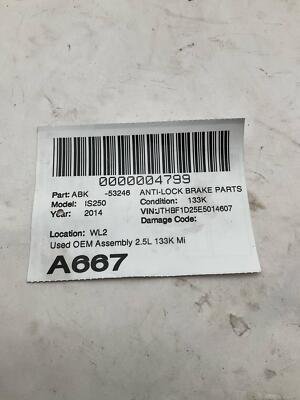 0000004799
Part: ABK -53246 ANTI-LOCK BRAKE PARTS
Model: IS250 Condition: 133K
Year: 2014 VIN:JTHBF1D25E5014607
Damage Code:
Location: WL2
Used OEM Assembly 2.5L 133K Mi
A667